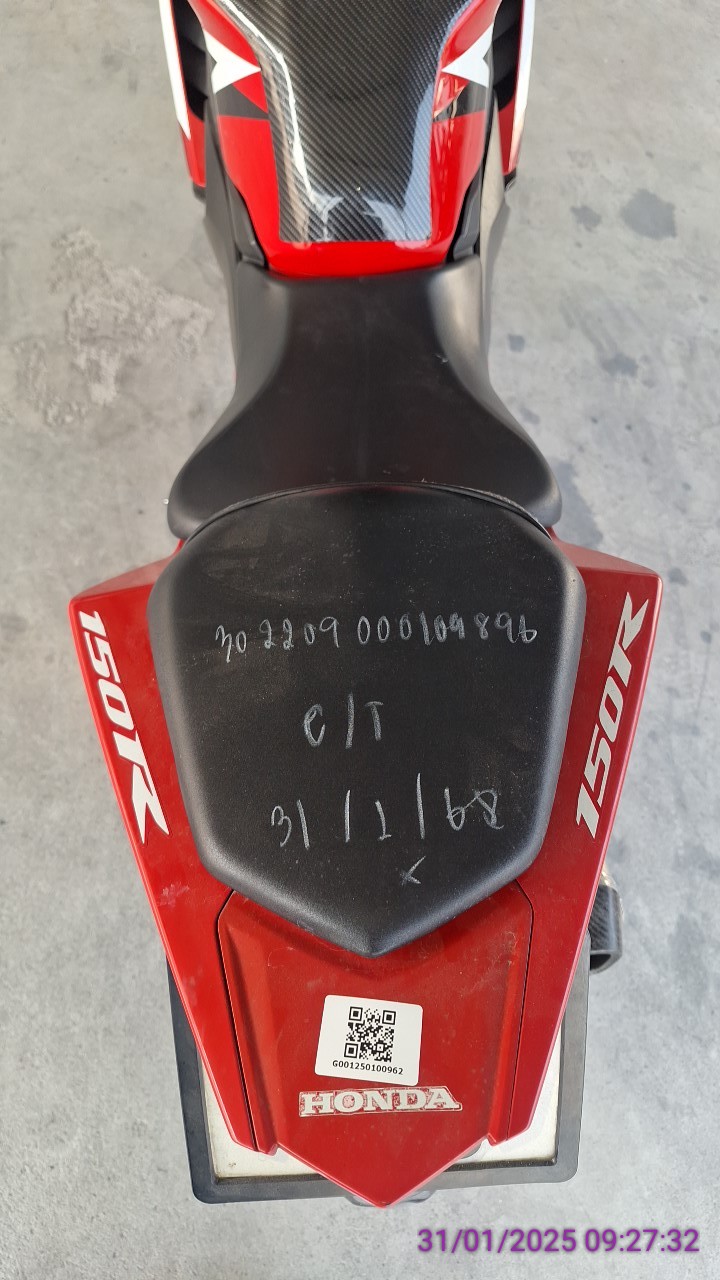 302209000109896
C/T
31/1/68
x
150R
150R
G001250100962
HONDA
31/01/2025 09:27:32